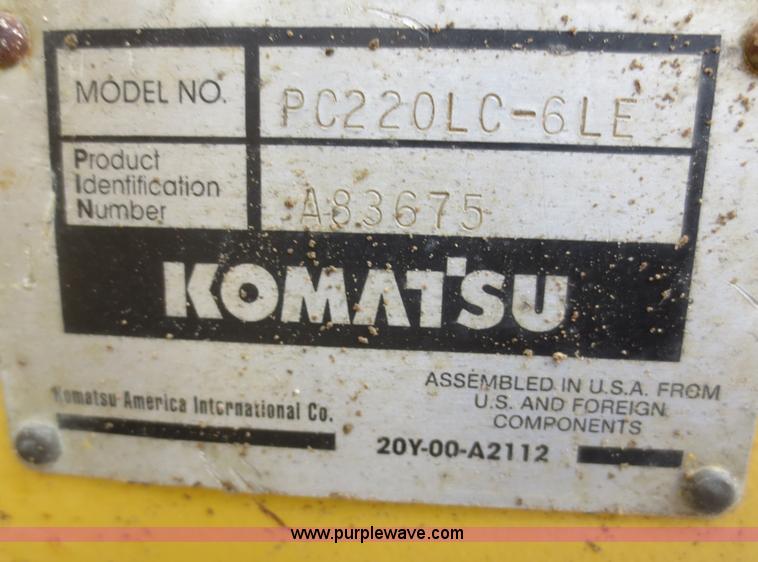 MODEL NO. PC220LC-6LE
Product
Identification
Number
A83675
KOMATSU
Komatsu America International Co.
ASSEMBLED IN U.S.A. FROM
U.S. AND FOREIGN
COMPONENTS
20Y-00-A2112
www.purplewave.com